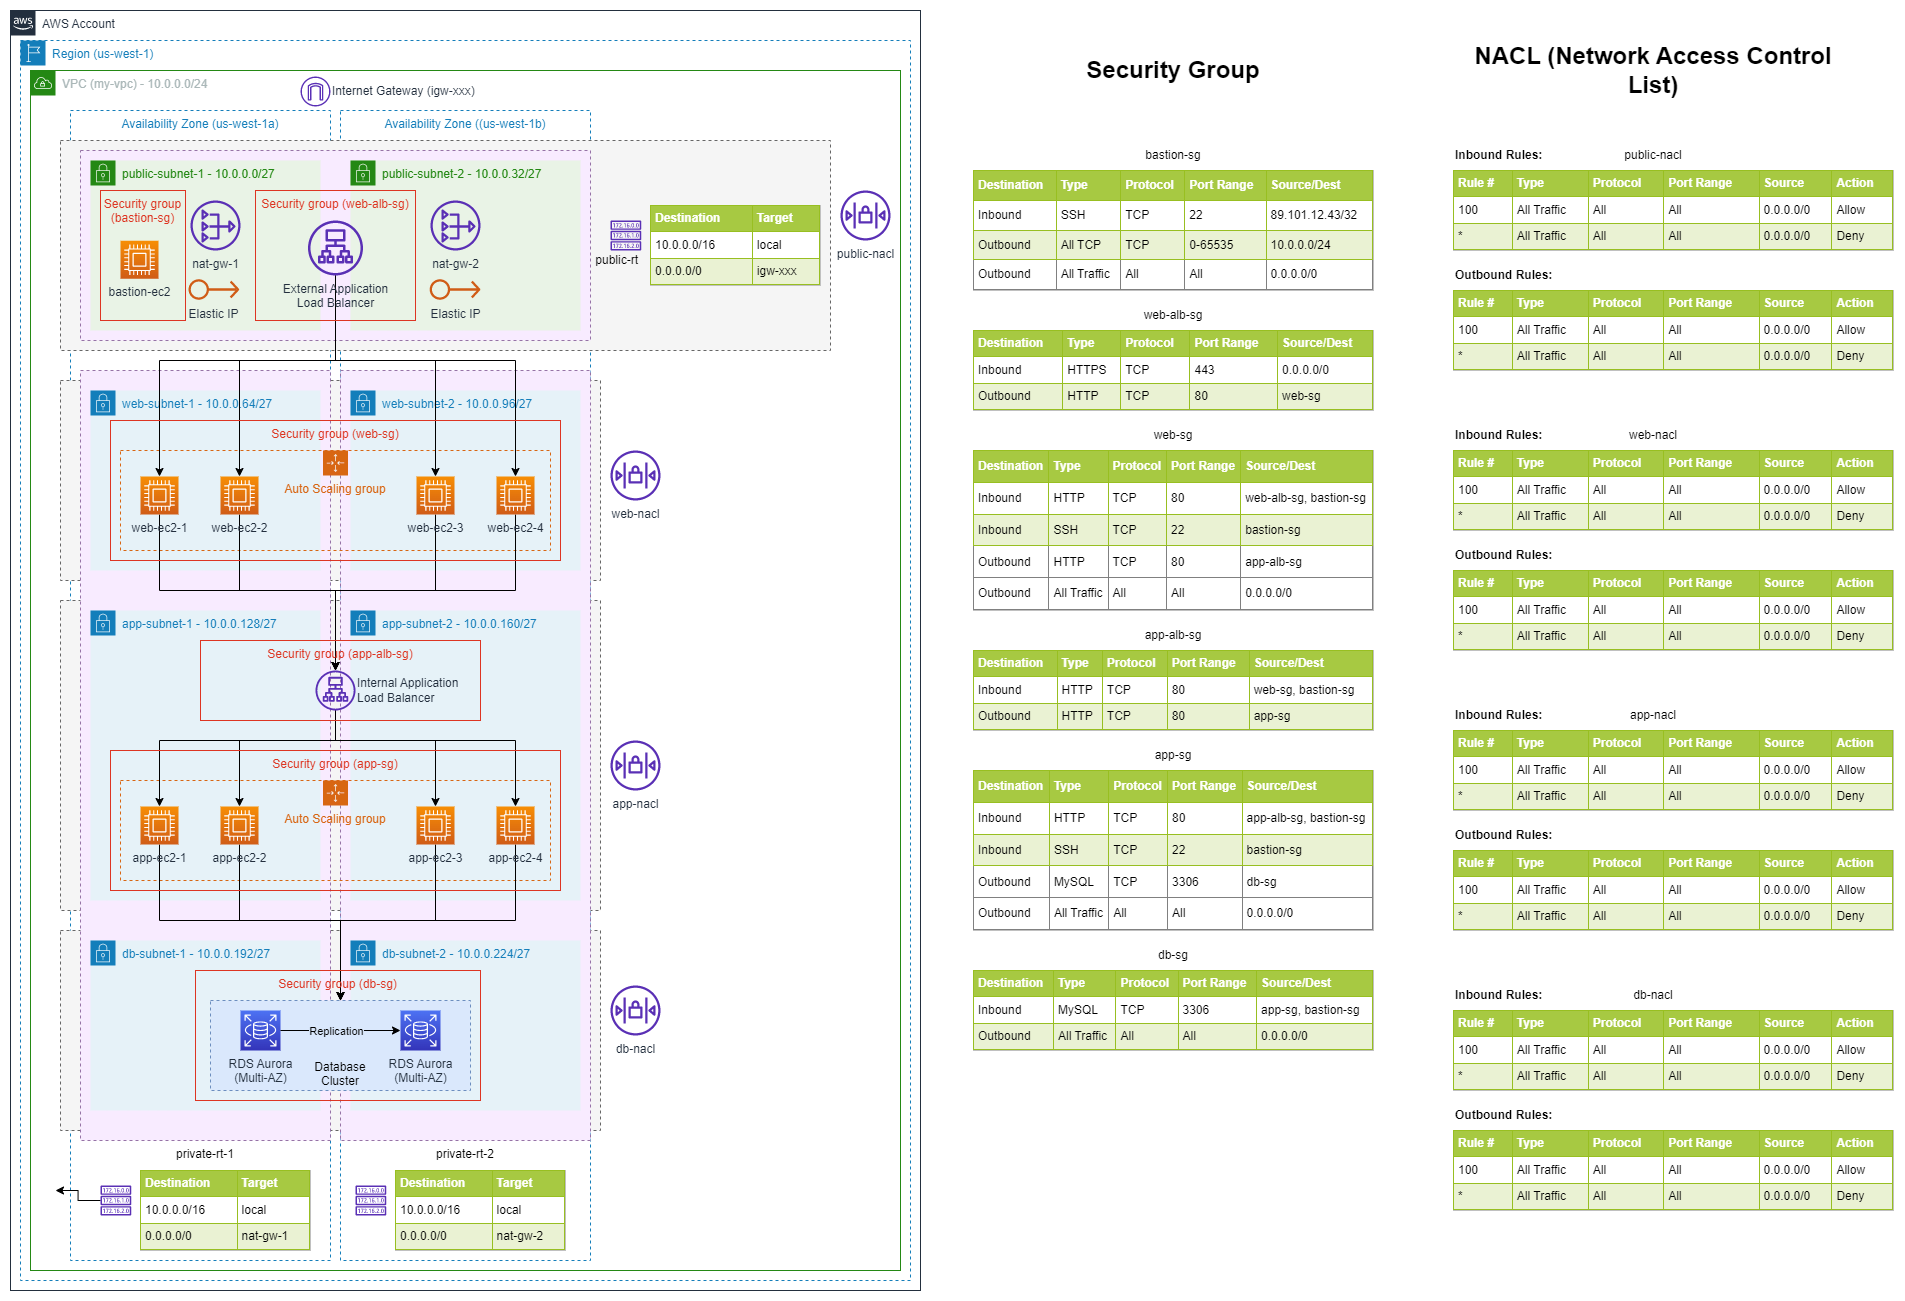 aws
AWS Account
Region (us-west-1)
VPC (my-vpc) - 10.0.0.0/24
Internet Gateway (igw-xxx)
Availability Zone (us-west-1a)
Availability Zone ((us-west-1b)
public-subnet-1 - 10.0.0.0/27
public-subnet-2 - 10.0.0.32/27
Security group
(bastion-sg)
bastion-ec2
nat-gw-1
Elastic IP
Security group (web-alb-sg)
External Application
Load Balancer
nat-gw-2
Elastic IP
172.16.0.0
172.16.1.0
172.16.2.0
public-rt
Destination Target
10.0.0.0/16 local
0.0.0.0/0 igw-xxx
public-nacl
web-subnet-1 - 10.0.0.64/27
web-subnet-2 - 10.0.0.96/27
Security group (web-sg)
Auto Scaling group
web-ec2-1
web-ec2-2
web-ec2-3
web-ec2-4
web-nacl
app-subnet-1 - 10.0.0.128/27
app-subnet-2 - 10.0.0.160/27
Security group (app-alb-sg)
Internal Application
Load Balancer
Security group (app-sg)
Auto Scaling group
app-ec2-1
app-ec2-2
app-ec2-3
app-ec2-4
app-nacl
db-subnet-1 - 10.0.0.192/27
db-subnet-2 - 10.0.0.224/27
Security group (db-sg)
Replication
RDS Aurora
(Multi-AZ)
Database
Cluster
RDS Aurora
(Multi-AZ)
db-nacl
private-rt-1
172.16.0.0
172.16.1.0
172.16.2.0
Destination Target
10.0.0.0/16 local
0.0.0.0/0 nat-gw-1
private-rt-2
172.16.0.0
172.16.1.0
172.16.2.0
Destination Target
10.0.0.0/16 local
0.0.0.0/0 nat-gw-2
Security Group
bastion-sg
Destination Type Protocol Port Range Source/Dest
Inbound SSH TCP 22 89.101.12.43/32
Outbound All TCP TCP 0-65535 10.0.0.0/24
Outbound All Traffic All All 0.0.0.0/0
web-alb-sg
Destination Type Protocol Port Range Source/Dest
Inbound HTTPS TCP 443 0.0.0.0/0
Outbound HTTP TCP 80 web-sg
web-sg
Destination Type Protocol Port Range Source/Dest
Inbound HTTP TCP 80 web-alb-sg, bastion-sg
Inbound SSH TCP 22 bastion-sg
Outbound HTTP TCP 80 app-alb-sg
Outbound All Traffic All All 0.0.0.0/0
app-alb-sg
Destination Type Protocol Port Range Source/Dest
Inbound HTTP TCP 80 web-sg, bastion-sg
Outbound HTTP TCP 80 app-sg
app-sg
Destination Type Protocol Port Range Source/Dest
Inbound HTTP TCP 80 app-alb-sg, bastion-sg
Inbound SSH TCP 22 bastion-sg
Outbound MySQL TCP 3306 db-sg
Outbound All Traffic All All 0.0.0.0/0
db-sg
Destination Type Protocol Port Range Source/Dest
Inbound MySQL TCP 3306 app-sg, bastion-sg
Outbound All Traffic All All 0.0.0.0/0
NACL (Network Access Control
List)
Inbound Rules: public-nacl
Rule # Type Protocol Port Range Source Action
100 All Traffic All All 0.0.0.0/0 Allow
* All Traffic All All 0.0.0.0/0 Deny
Outbound Rules:
Rule # Type Protocol Port Range Source Action
100 All Traffic All All 0.0.0.0/0 Allow
* All Traffic All All 0.0.0.0/0 Deny
Inbound Rules: web-nacl
Rule # Type Protocol Port Range Source Action
100 All Traffic All All 0.0.0.0/0 Allow
* All Traffic All All 0.0.0.0/0 Deny
Outbound Rules:
Rule # Type Protocol Port Range Source Action
100 All Traffic All All 0.0.0.0/0 Allow
* All Traffic All All 0.0.0.0/0 Deny
Inbound Rules: app-nacl
Rule # Type Protocol Port Range Source Action
100 All Traffic All All 0.0.0.0/0 Allow
* All Traffic All All 0.0.0.0/0 Deny
Outbound Rules:
Rule # Type Protocol Port Range Source Action
100 All Traffic All All 0.0.0.0/0 Allow
* All Traffic All All 0.0.0.0/0 Deny
Inbound Rules: db-nacl
Rule # Type Protocol Port Range Source Action
100 All Traffic All All 0.0.0.0/0 Allow
* All Traffic All All 0.0.0.0/0 Deny
Outbound Rules:
Rule # Type Protocol Port Range Source Action
100 All Traffic All All 0.0.0.0/0 Allow
* All Traffic All All 0.0.0.0/0 Deny